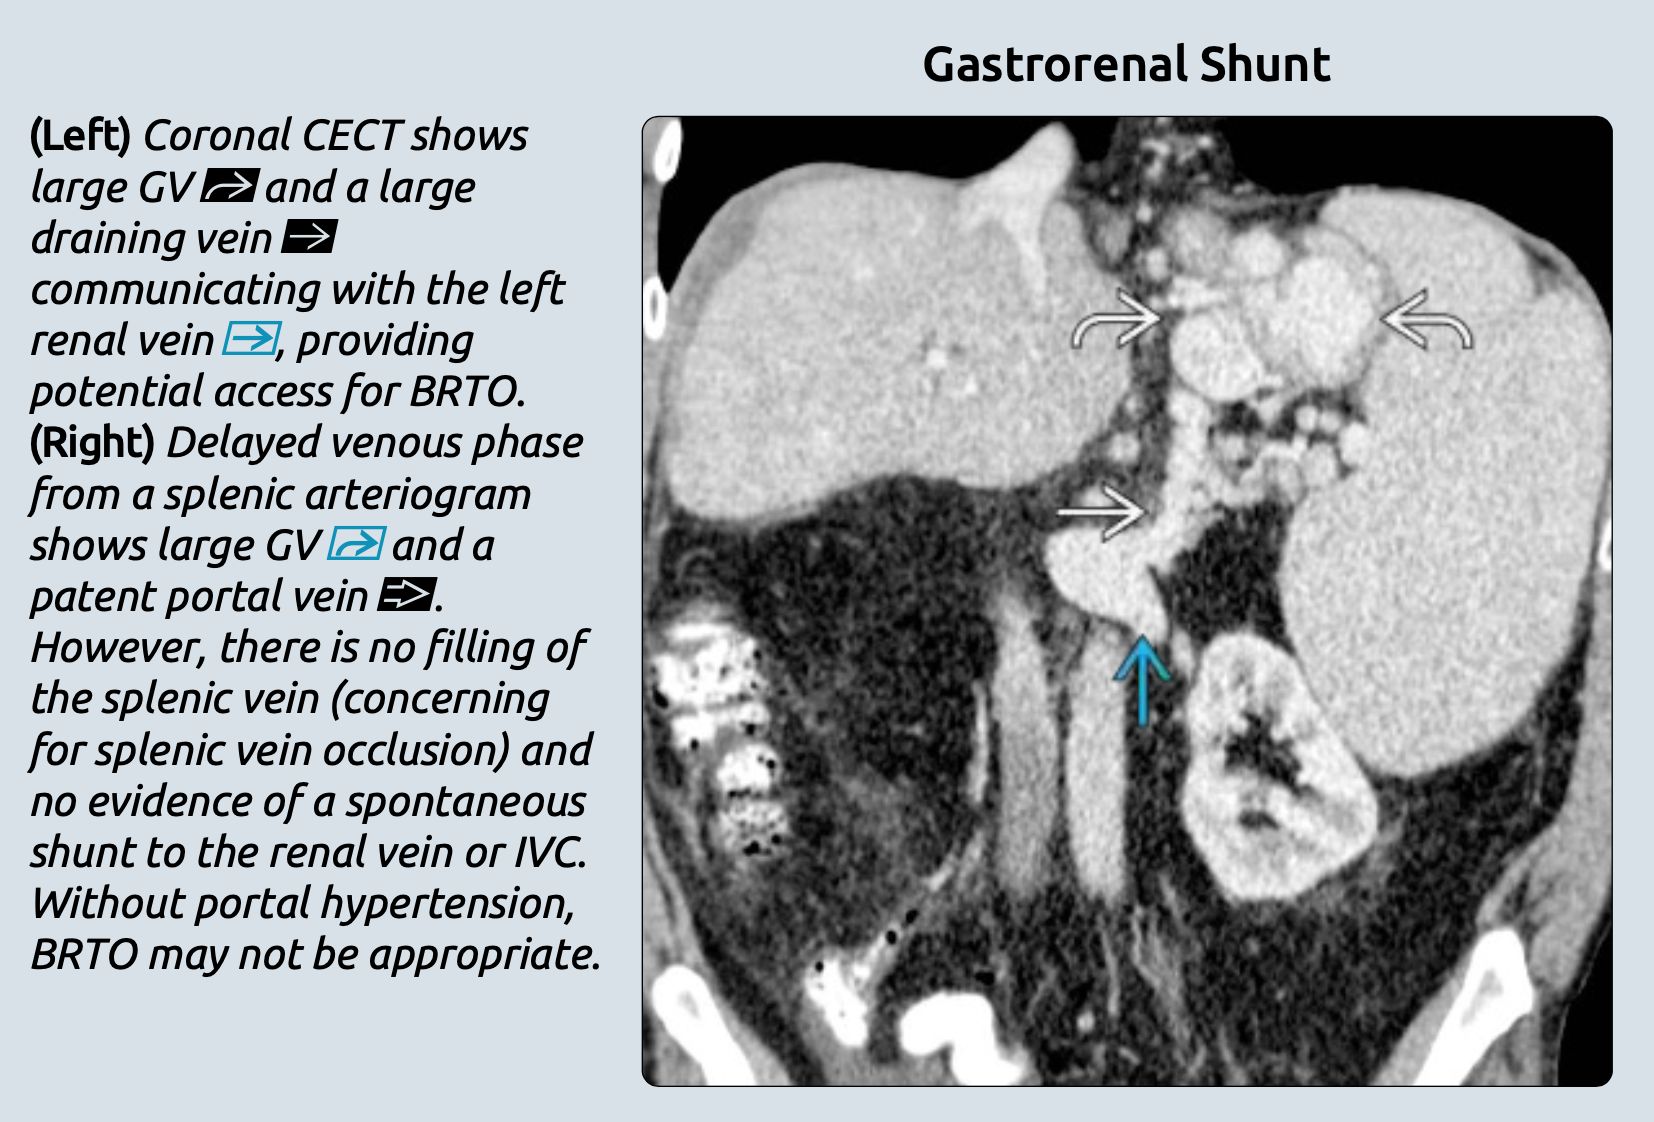 Gastrorenal Shunt
(Left) Coronal CECT shows
large GV and a large
draining vein
communicating with the left
renal vein , providing
potential access for BRTO.
(Right) Delayed venous phase
from a splenic arteriogram
shows large GV and a
patent portal vein .
However, there is no filling of
the splenic vein (concerning
for splenic vein occlusion) and
no evidence of a spontaneous
shunt to the renal vein or IVC.
Without portal hypertension,
BRTO may not be appropriate.